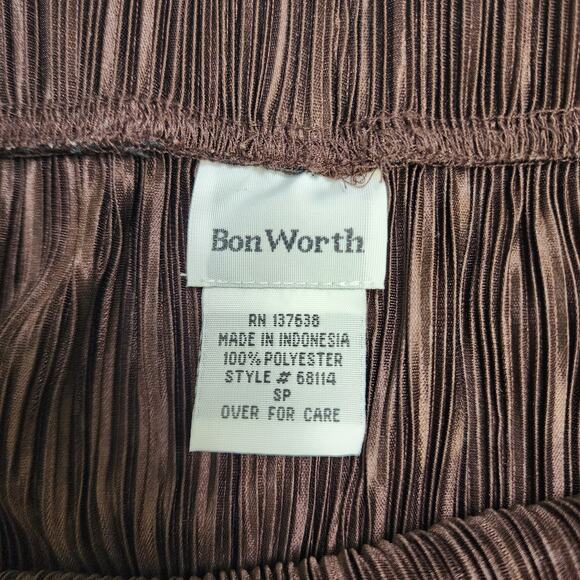 BonWorth
RN 137638
MADE IN INDONESIA
100% POLYESTER
STYLE # 68114
SP
OVER FOR CARE